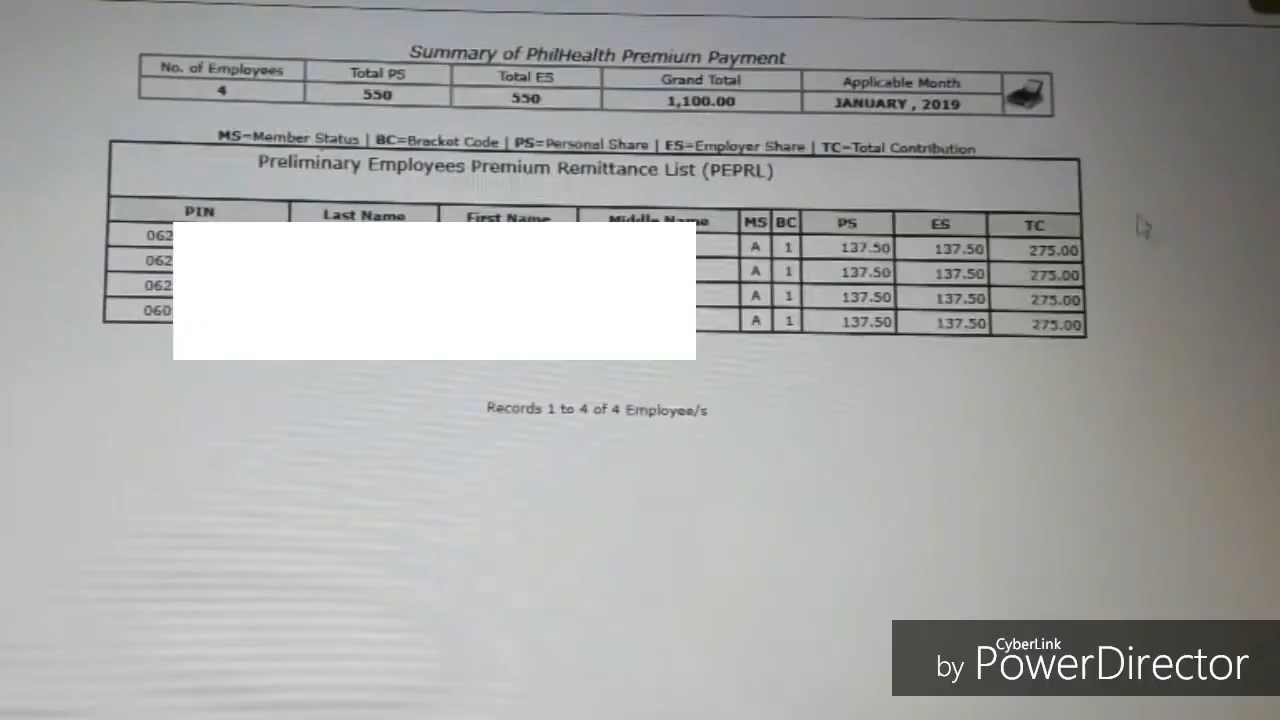 Summary of PhilHealth Premium Payment
No. of Employees Total PS Total ES Grand Total Applicable Month
4 550 550 1,100.00 JANUARY , 2019
MS=Member Status | BC=Bracket Code | PS=Personal Share | ES=Employer Share | TC=Total Contribution
Preliminary Employees Premium Remittance List (PEPRL)
PIN Last Name First Name Middle Name MS BC PS ES TC
062 A 1 137.50 137.50 275.00
062 A 1 137.50 137.50 275.00
062 A 1 137.50 137.50 275.00
060 A 1 137.50 137.50 275.00
Records 1 to 4 of 4 Employee/s
CyberLink
by PowerDirector